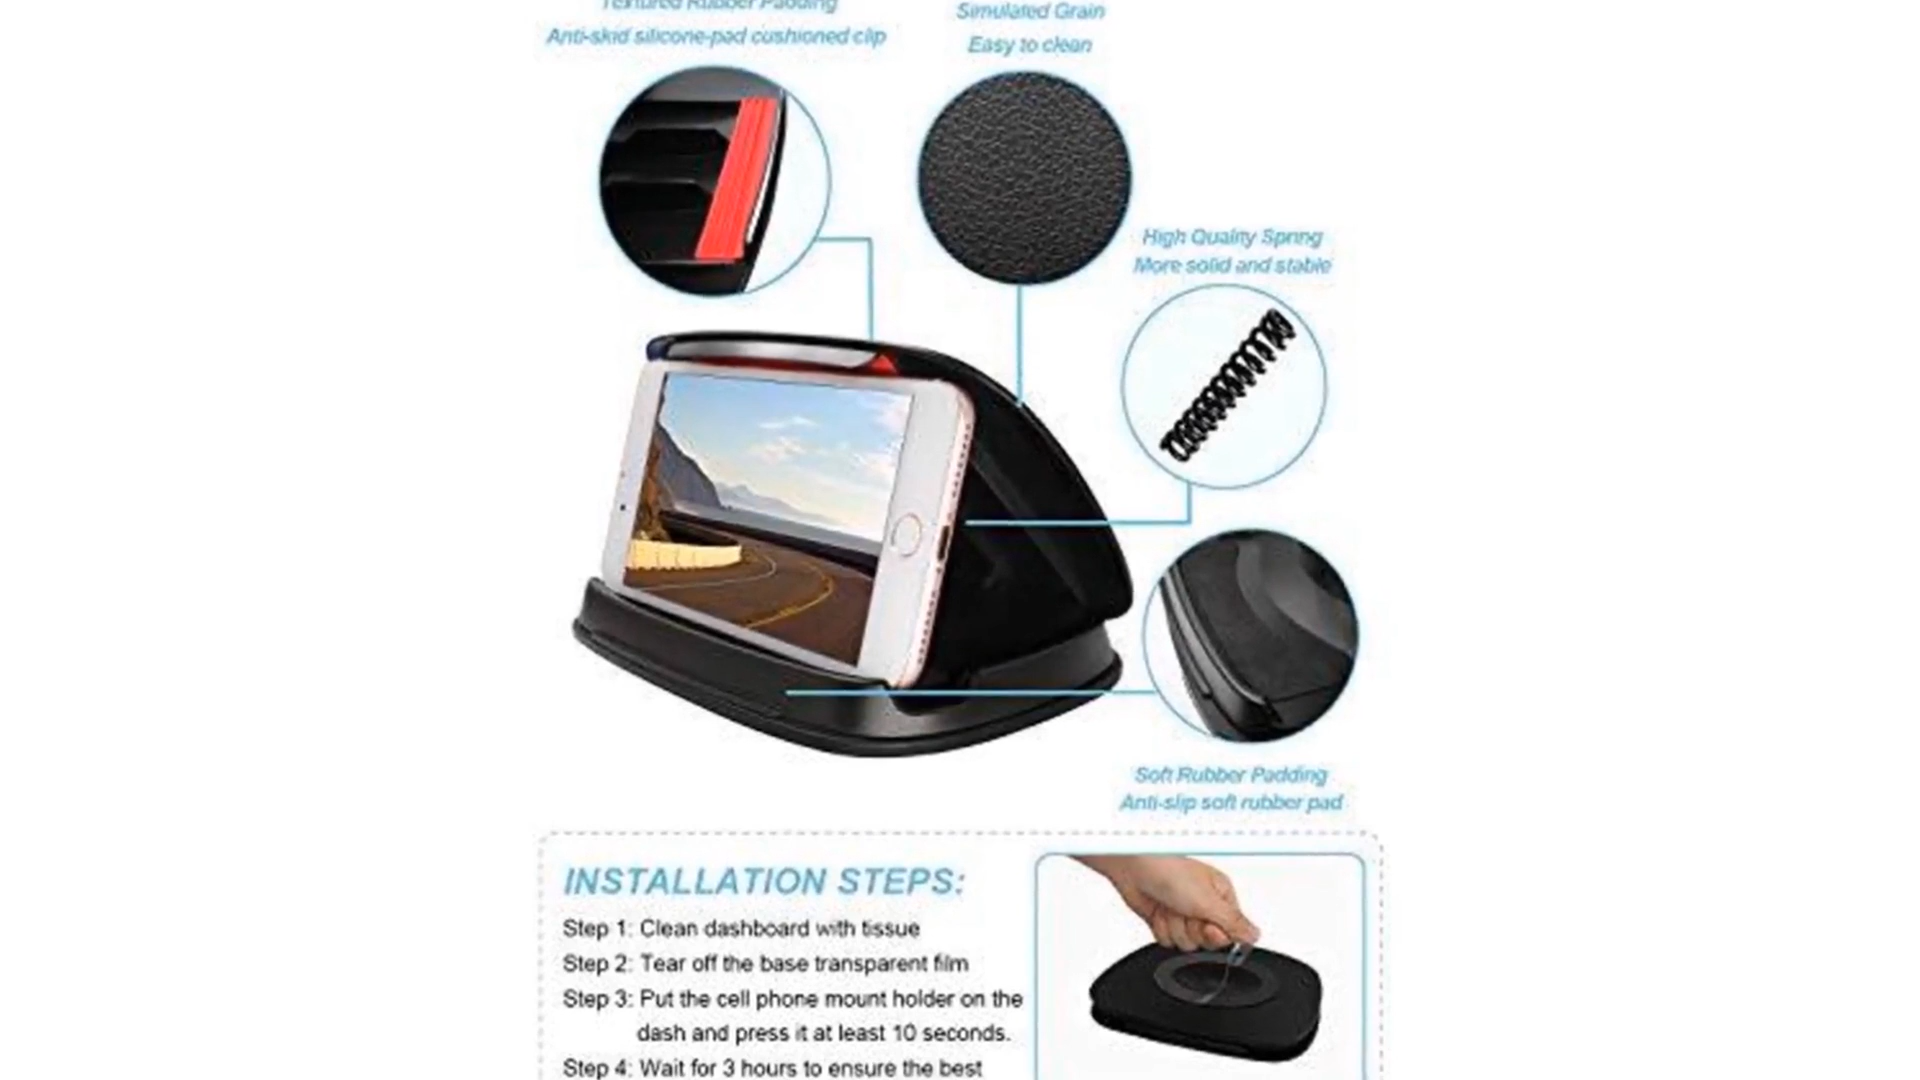 Textured Rubber Padding
Anti-skid silicone-pad cushioned clip
Simulated Grain
Easy to clean
High Quality Spring
More solid and stable
Soft Rubber Padding
Anti-slip soft rubber pad
INSTALLATION STEPS:
Step 1: Clean dashboard with tissue
Step 2: Tear off the base transparent film
Step 3: Put the cell phone mount holder on the
dash and press it at least 10 seconds.
Step 4: Wait for 3 hours to ensure the best